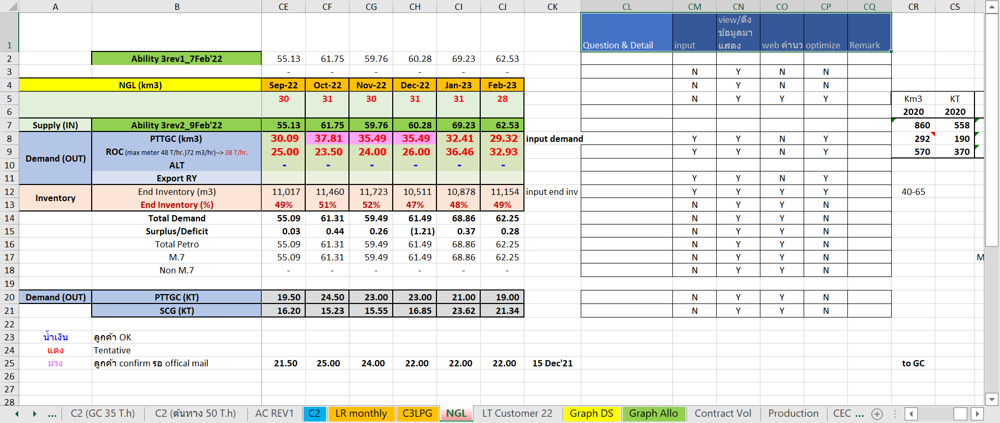 A B CE CF CG CH CI CJ CK CL CM CN CO CP CQ CR CS
1 Question & Detail input view/ดึงข้อมูลมาแสดง web คำนว optimize Remark
2 Ability 3rev1_7Feb'22 55.13 61.75 59.76 60.28 69.23 62.53
3 - - - - - - N Y N N
4 NGL (km3) Sep-22 Oct-22 Nov-22 Dec-22 Jan-23 Feb-23 N Y N N
5 30 31 30 31 31 28 N Y Y Y Km3 KT
6 2020 2020
7 Supply (IN) Ability 3rev2_9Feb'22 55.13 61.75 59.76 60.28 69.23 62.53 860 558
8 PTTGC (km3) 30.09 37.81 35.49 35.49 32.41 29.32 input demand Y Y N Y 292 190
9 Demand (OUT) ROC (max meter 48 T/hr.)72 m3/hr)--> 38 T/hr. 25.00 23.50 24.00 26.00 36.46 32.93 Y Y N Y 570 370
10 ALT - - - - - -
11 Export RY Y Y N Y
12 Inventory End Inventory (m3) 11,017 11,460 11,723 10,511 10,878 11,154 input end inv Y Y Y Y 40-65
13 End Inventory (%) 49% 51% 52% 47% 48% 49% N Y Y N
14 Total Demand 55.09 61.31 59.49 61.49 68.86 62.25 N Y Y N
15 Surplus/Deficit 0.03 0.44 0.26 (1.21) 0.37 0.28 N Y Y N
16 Total Petro 55.09 61.31 59.49 61.49 68.86 62.25 N Y Y N
17 M.7 55.09 61.31 59.49 61.49 68.86 62.25 N Y Y N M
18 Non M.7 - - - - - - N Y Y N
19
20 Demand (OUT) PTTGC (KT) 19.50 24.50 23.00 23.00 21.00 19.00 N Y Y N
21 SCG (KT) 16.20 15.23 15.55 16.85 23.62 21.34 N Y Y N
22
23 น้ำเงิน ลูกค้า OK
24 แดง Tentative
25 ม่วง ลูกค้า confirm รอ offical mail 21.50 25.00 24.00 22.00 22.00 22.00 15 Dec'21 to GC
26
27
28
... C2 (GC 35 T.h) C2 (ต้นทาง 50 T.h) AC REV1 C2 LR monthly C3LPG NGL LT Customer 22 Graph DS Graph Allo Contract Vol Production CEC ...